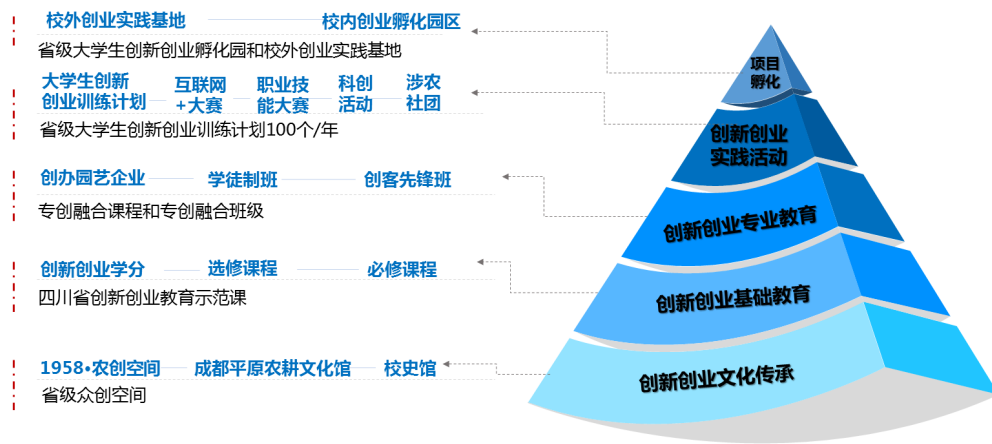 校外创业实践基地 校内创业孵化园区
省级大学生创新创业孵化园和校外创业实践基地
大学生创新
创业训练计划
互联网
+大赛
职业技
能大赛
科创
活动
涉农
社团
省级大学生创新创业训练计划100个/年
创办园艺企业 学徒制班 创客先锋班
专创融合课程和专创融合班级
创新创业学分 选修课程 必修课程
四川省创新创业教育示范课
1958·农创空间 成都平原农耕文化馆 校史馆
省级众创空间
项目
孵化
创新创业
实践活动
创新创业专业教育
创新创业基础教育
创新创业文化传承